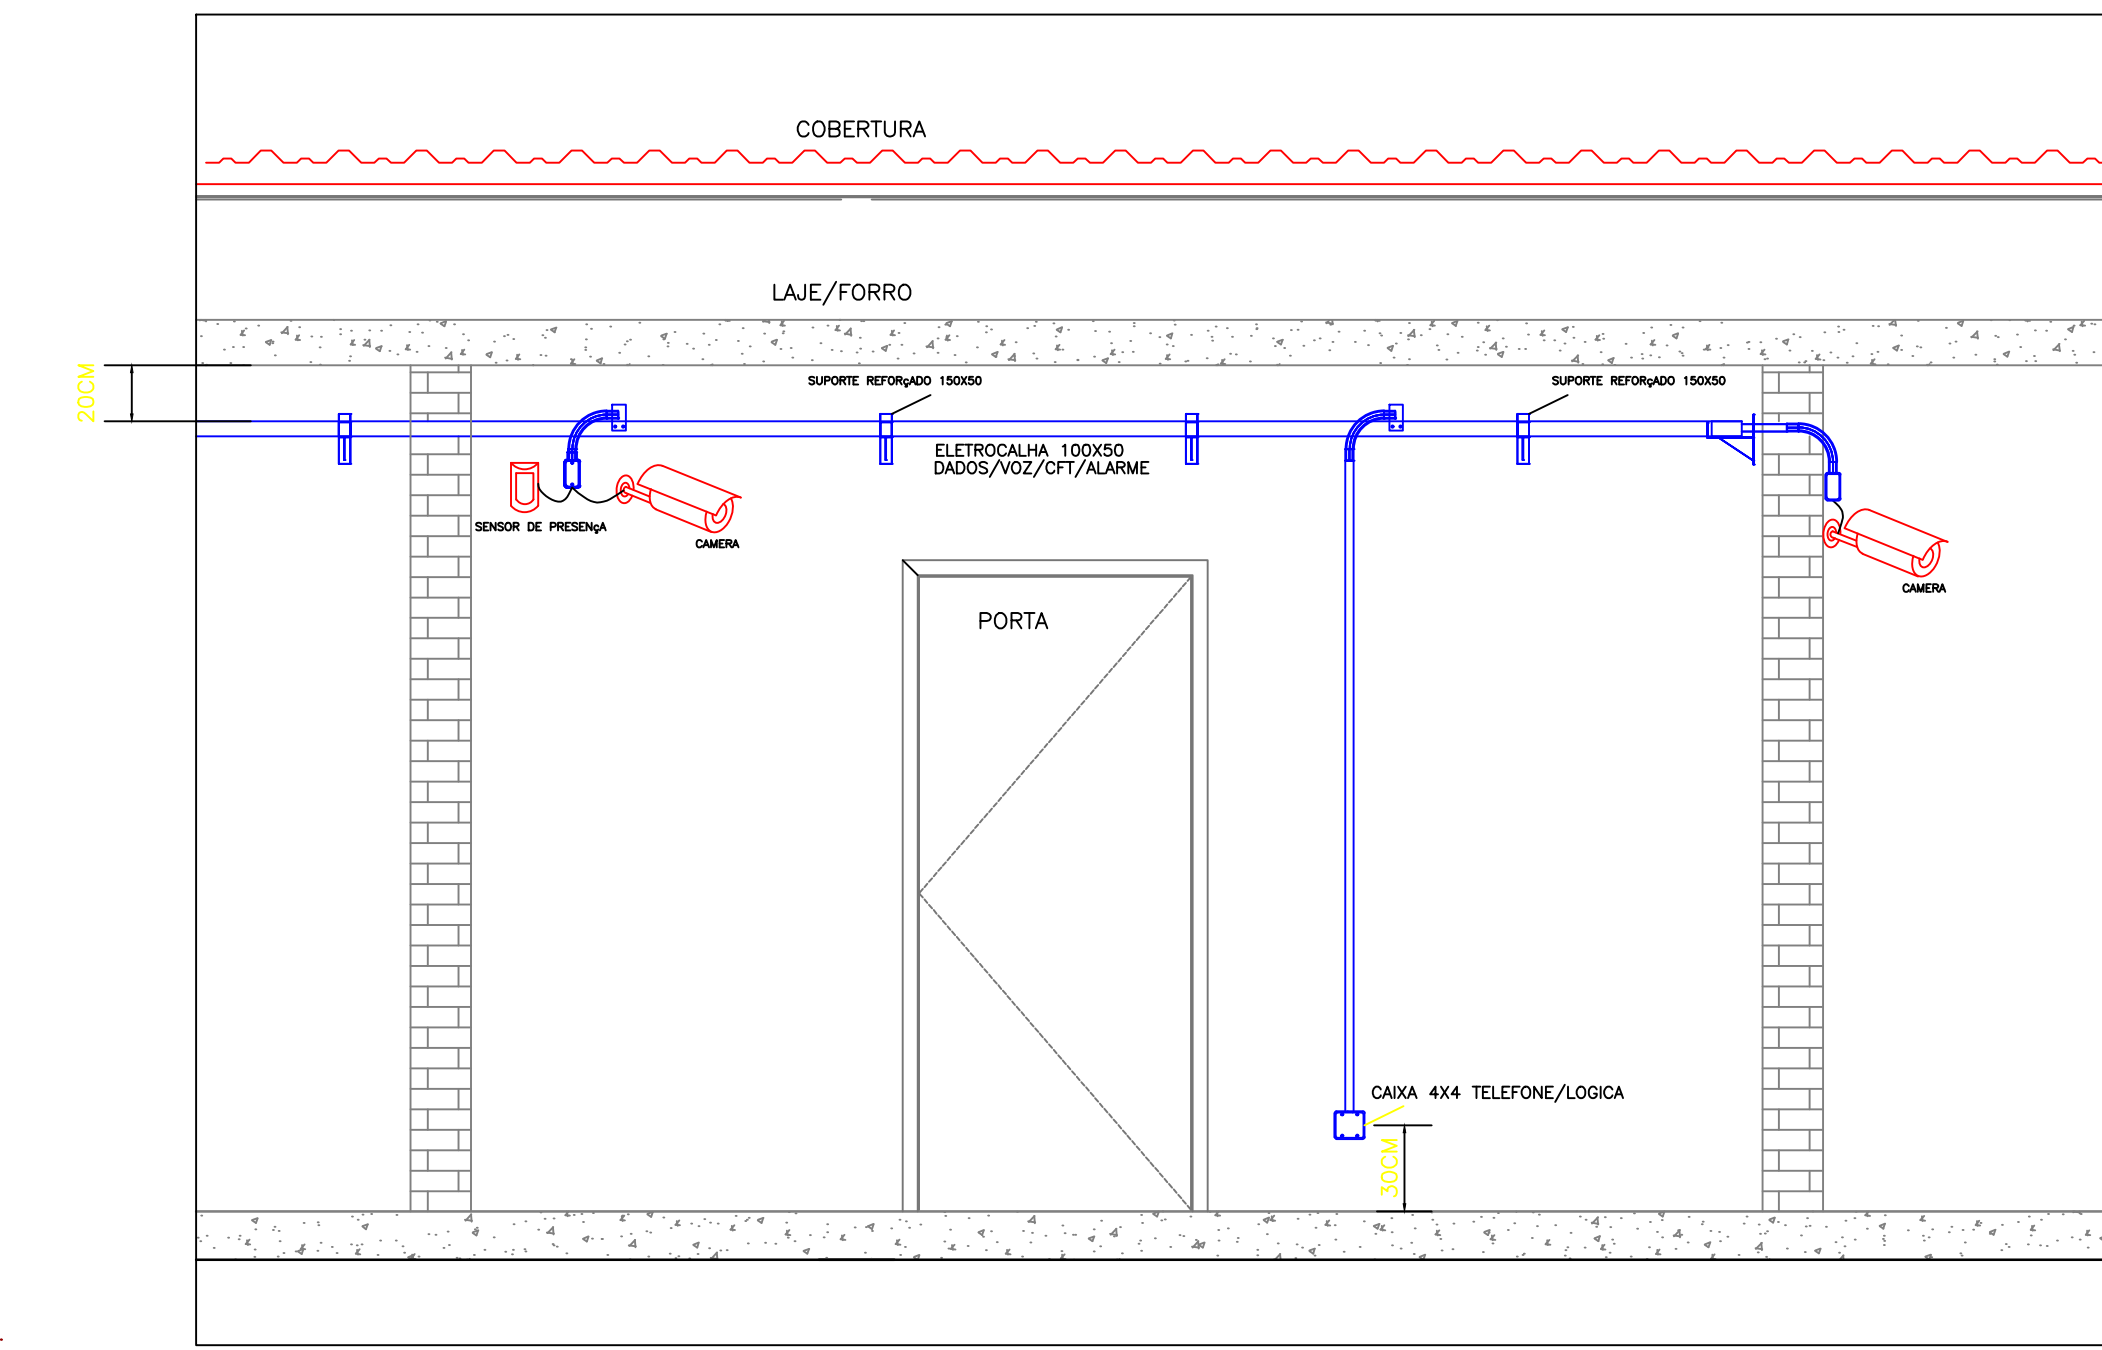 COBERTURA
LAJE/FORRO
20CM
SUPORTE REFORçADO 150X50
SUPORTE REFORçADO 150X50
ELETROCALHA 100X50
DADOS/VOZ/CFT/ALARME
SENSOR DE PRESENçA
CAMERA
CAMERA
PORTA
CAIXA 4X4 TELEFONE/LOGICA
30CM